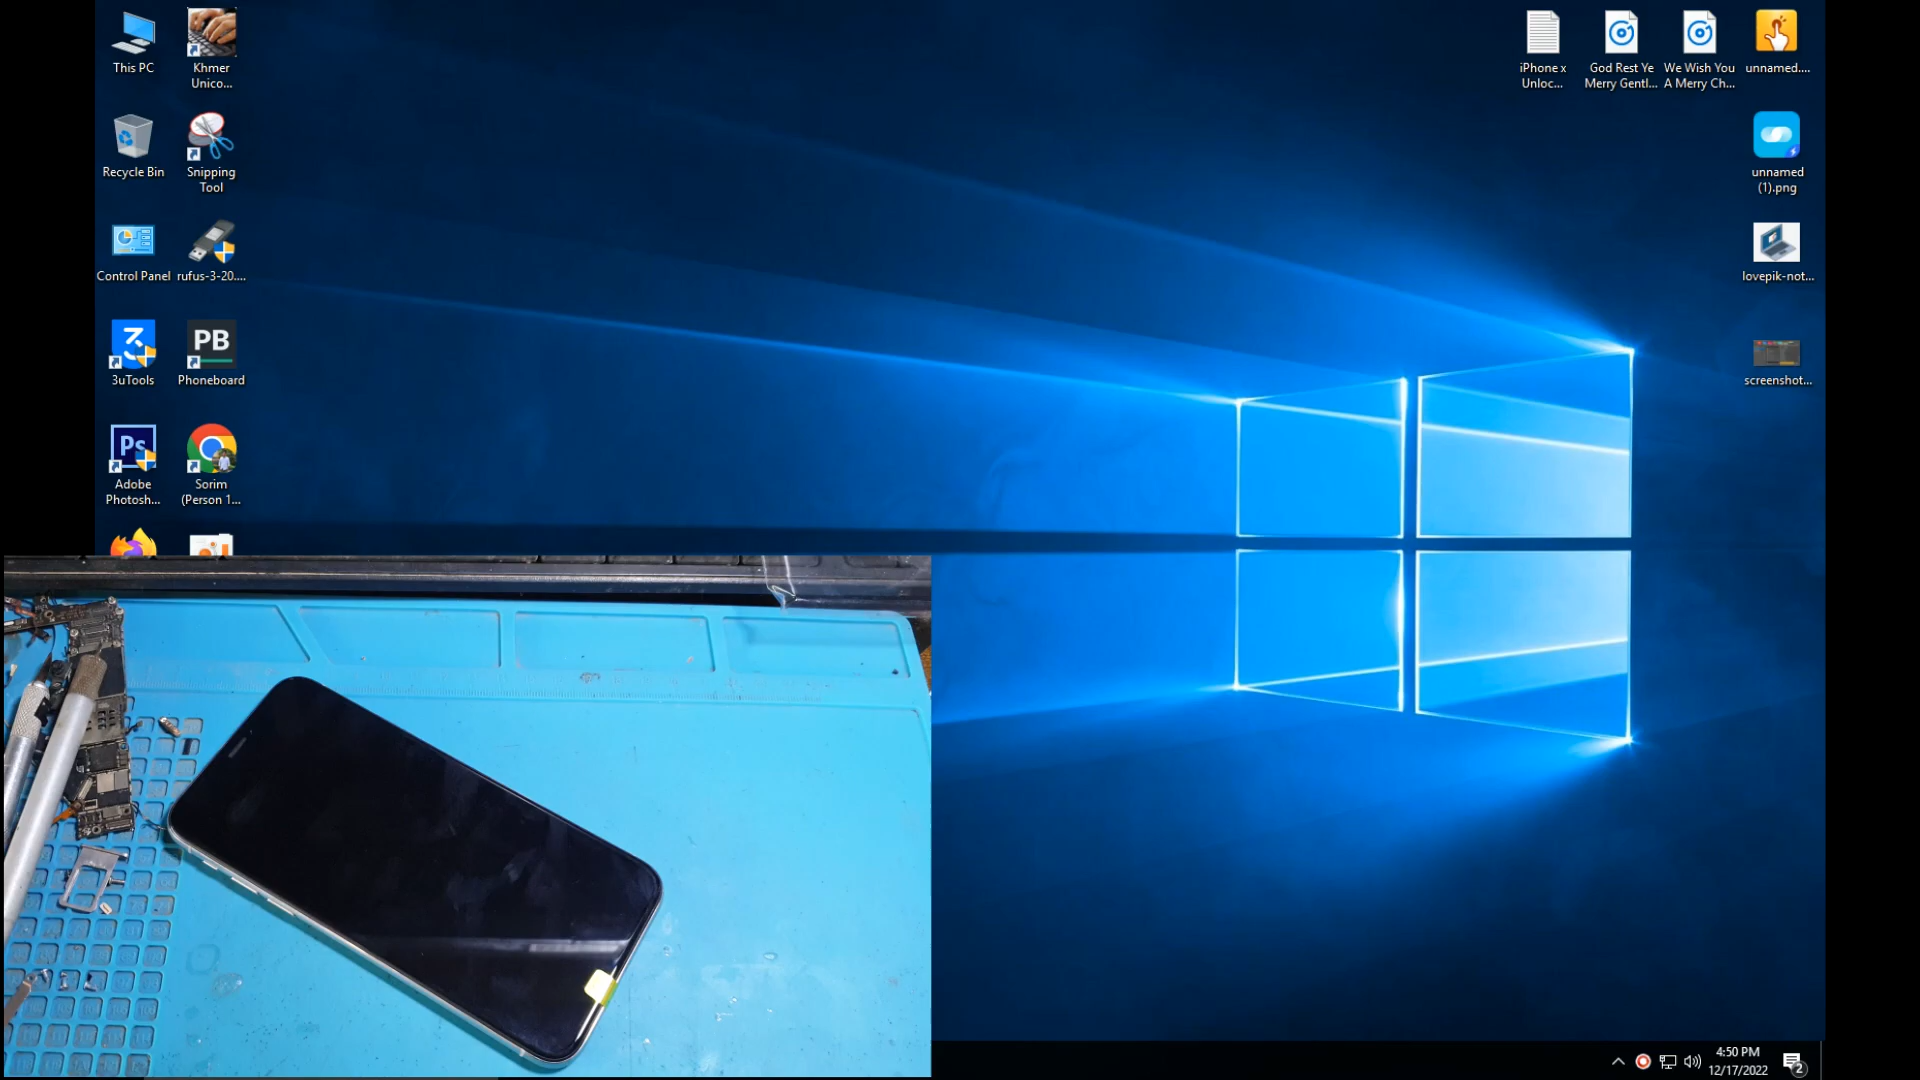 This PC
Khmer
Unico...
iPhone x
Unloc...
God Rest Ye
Merry Gentl...
We Wish You
A Merry Ch...
unnamed....
Recycle Bin
Snipping
Tool
unnamed
(1).png
Control Panel
rufus-3-20....
lovepik-not...
3uTools
PB
Phoneboard
screenshot...
Ps
Adobe
Photosh...
Sorim
(Person 1...
4:50 PM
12/17/2022
2